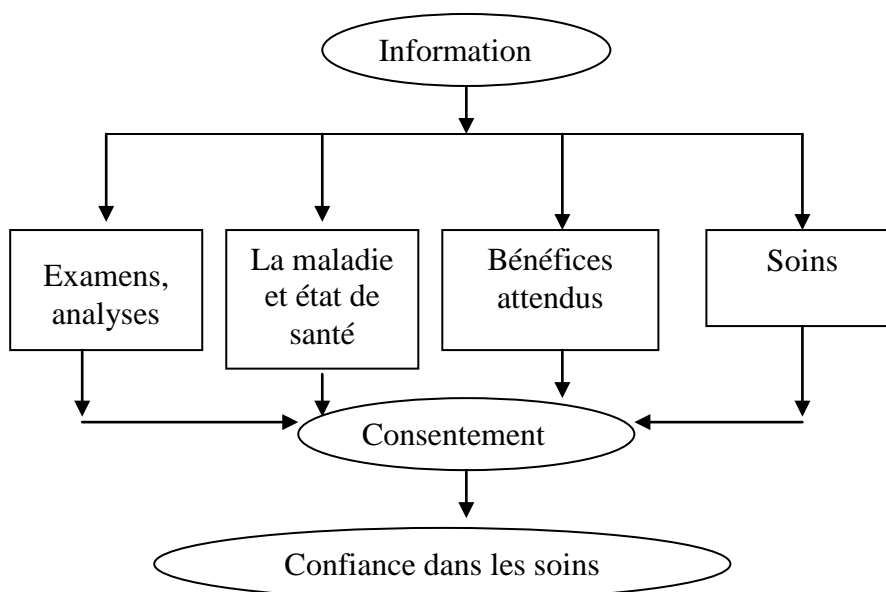 Information
Examens,
analyses
La maladie
et état de
santé
Bénéfices
attendus
Soins
Consentement
Confiance dans les soins